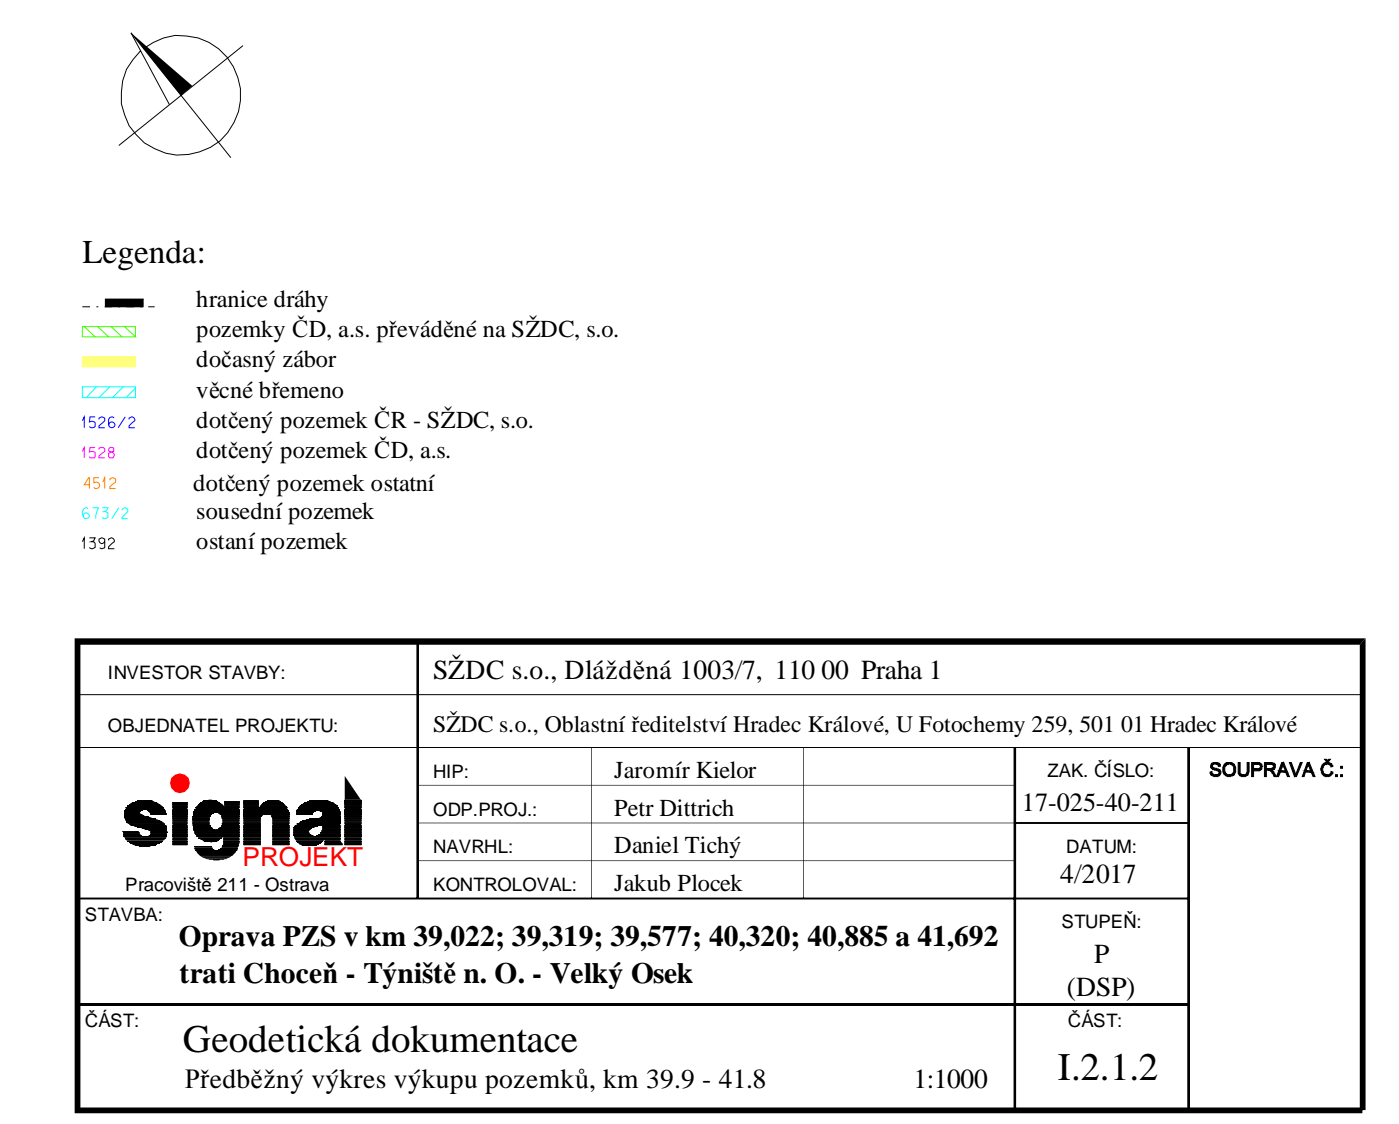 Legenda:
hranice dráhy
pozemky ČD, a.s. převáděné na SŽDC, s.o.
dočasný zábor
věcné břemeno
1526/2 dotčený pozemek ČR - SŽDC, s.o.
1528 dotčený pozemek ČD, a.s.
4512 dotčený pozemek ostatní
673/2 sousední pozemek
1392 ostaní pozemek
INVESTOR STAVBY: SŽDC s.o., Dlážděná 1003/7, 110 00 Praha 1
OBJEDNATEL PROJEKTU: SŽDC s.o., Oblastní ředitelství Hradec Králové, U Fotochemy 259, 501 01 Hradec Králové
signal
PROJEKT
Pracoviště 211 - Ostrava
HIP: Jaromír Kielor
ODP.PROJ.: Petr Dittrich
NAVRHL: Daniel Tichý
KONTROLOVAL: Jakub Plocek
ZAK. ČÍSLO:
17-025-40-211
DATUM:
4/2017
SOUPRAVA Č.:
STAVBA:
Oprava PZS v km 39,022; 39,319; 39,577; 40,320; 40,885 a 41,692
trati Choceň - Týniště n. O. - Velký Osek
STUPEŇ:
P
(DSP)
ČÁST:
Geodetická dokumentace
Předběžný výkres výkupu pozemků, km 39.9 - 41.8 1:1000
ČÁST:
I.2.1.2